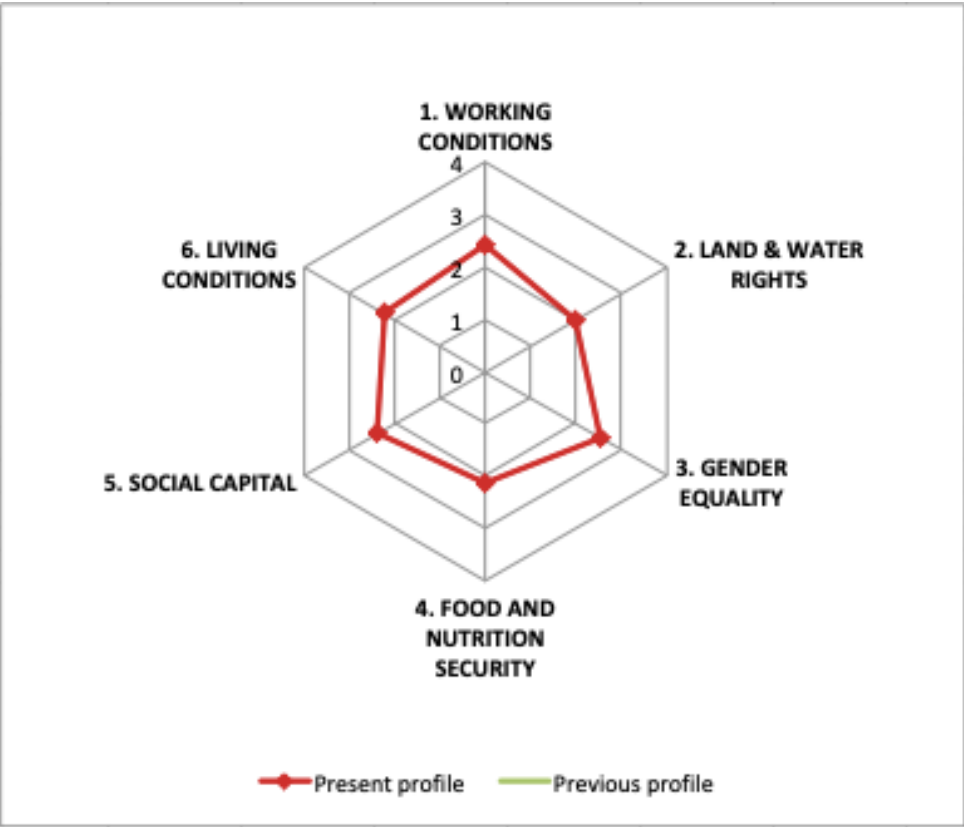 1. WORKING
CONDITIONS
4
3
2
1
0
2. LAND & WATER
RIGHTS
3. GENDER
EQUALITY
4. FOOD AND
NUTRITION
SECURITY
5. SOCIAL CAPITAL
6. LIVING
CONDITIONS
Present profile
Previous profile